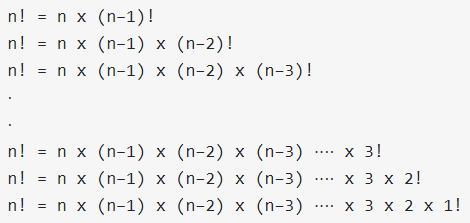 n! = n x (n−1)!
n! = n x (n−1) x (n−2)!
n! = n x (n−1) x (n−2) x (n−3)!
.
.
n! = n x (n−1) x (n−2) x (n−3) ···· x 3!
n! = n x (n−1) x (n−2) x (n−3) ···· x 3 x 2!
n! = n x (n−1) x (n−2) x (n−3) ···· x 3 x 2 x 1!